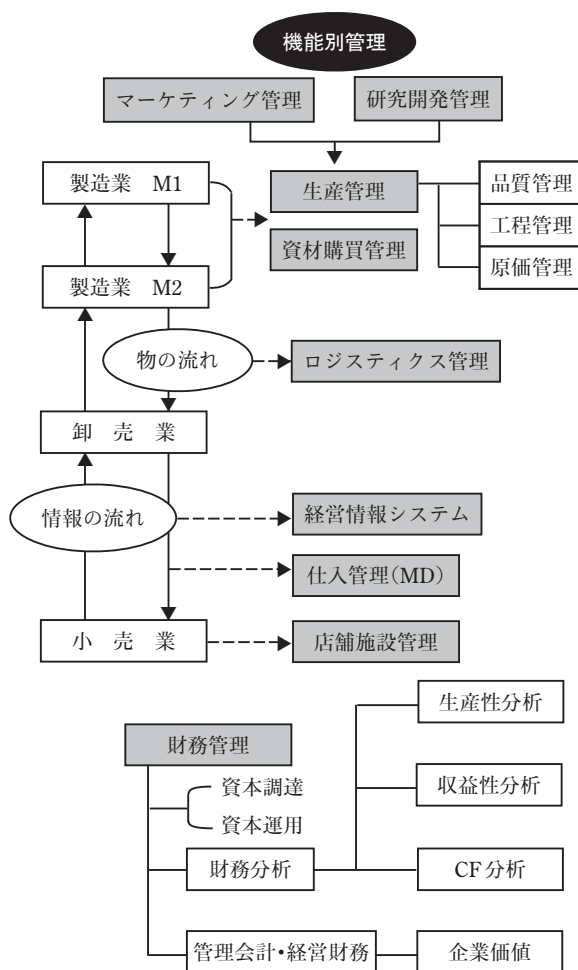 機能別管理
マーケティング管理
研究開発管理
製造業 M1
生産管理
品質管理
資材購買管理
工程管理
製造業 M2
原価管理
物の流れ
ロジスティクス管理
卸売業
情報の流れ
経営情報システム
仕入管理(MD)
小売業
店舗施設管理
財務管理
資本調達
資本運用
生産性分析
収益性分析
財務分析
CF分析
管理会計・経営財務
企業価値